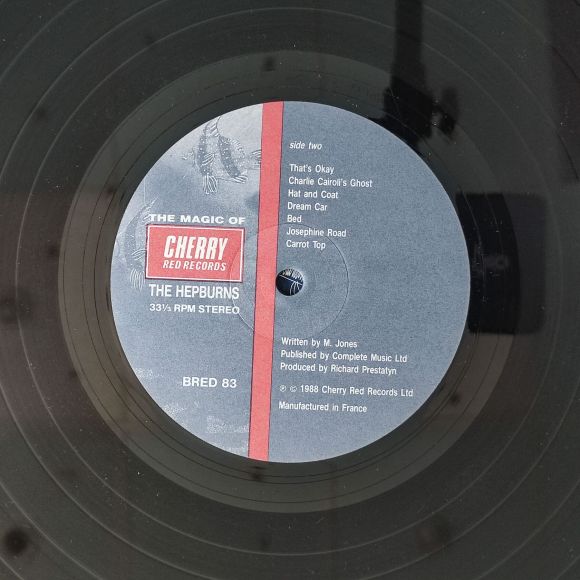 THE MAGIC OF
CHERRY
RED RECORDS
THE HEPBURNS
33⅓ RPM STEREO
BRED 83
side two
That's Okay
Charlie Cairoli's Ghost
Hat and Coat
Dream Car
Bed
Josephine Road
Carrot Top
Written by M. Jones
Published by Complete Music Ltd
Produced by Richard Prestatyn
℗ © 1988 Cherry Red Records Ltd
Manufactured in France